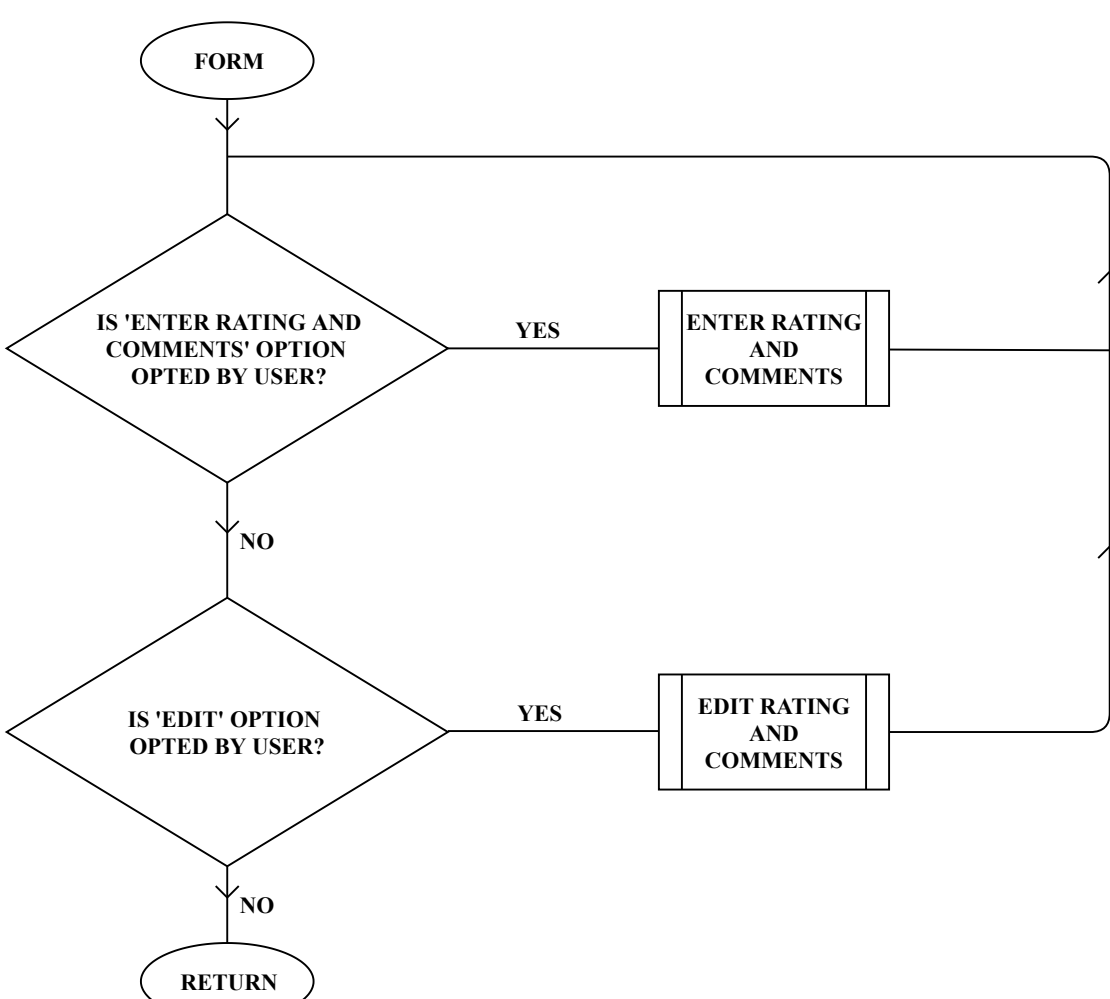 FORM
IS 'ENTER RATING AND
COMMENTS' OPTION
OPTED BY USER?
YES
ENTER RATING
AND
COMMENTS
NO
IS 'EDIT' OPTION
OPTED BY USER?
YES
EDIT RATING
AND
COMMENTS
NO
RETURN